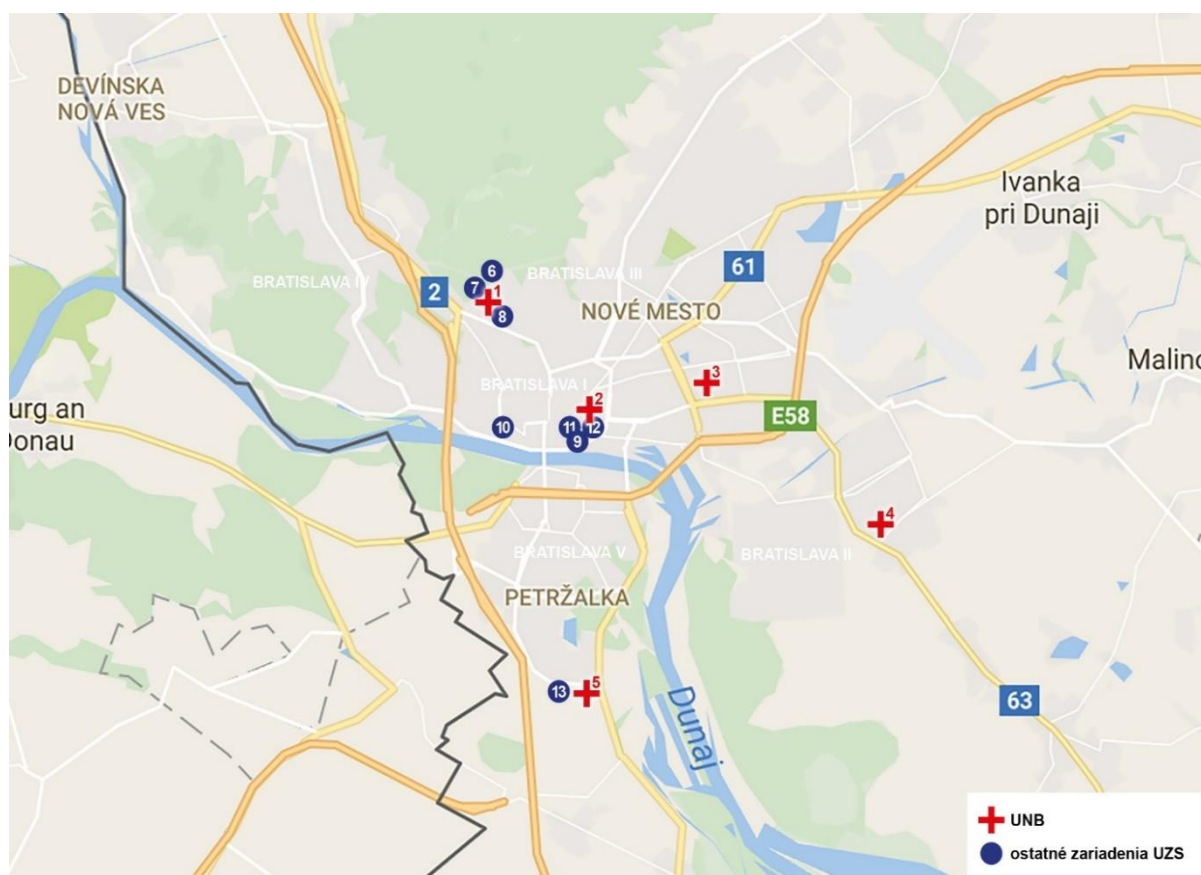 DEVÍNSKA
NOVÁ VES
Ivanka
pri Dunaji
6
BRATISLAVA III
61
7
BRATISLAVA IV
2
1
8
NOVÉ MESTO
Malino
3
BRATISLAVA I
2
urg an
Donau
E58
10
11
12
9
4
BRATISLAVA V
BRATISLAVA II
PETRŽALKA
13
5
Dunaj
63
UNB
ostatné zariadenia UZS